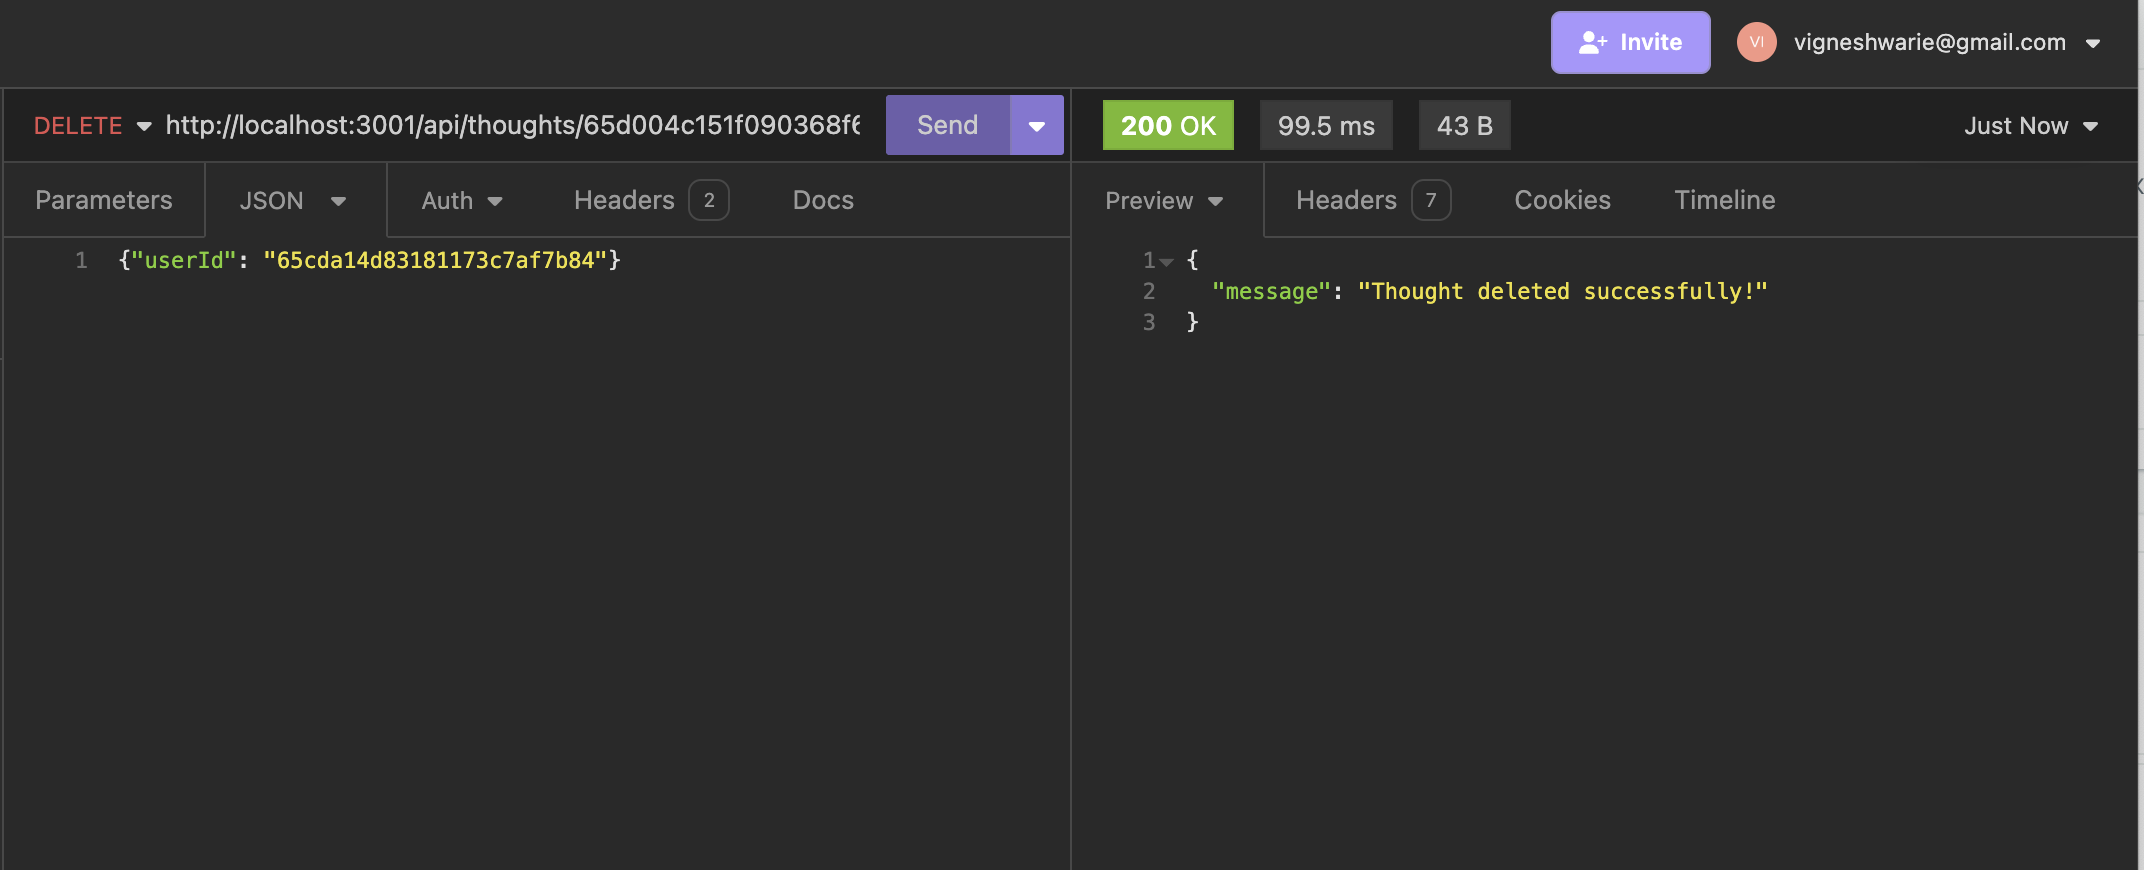 Invite
VI
vigneshwarie@gmail.com
DELETE http://localhost:3001/api/thoughts/65d004c151f090368f6 Send
200 OK 99.5 ms 43 B Just Now
Parameters JSON Auth Headers 2 Docs
Preview Headers 7 Cookies Timeline
1 {"userId": "65cda14d83181173c7af7b84"}
1 {
2 "message": "Thought deleted successfully!"
3 }